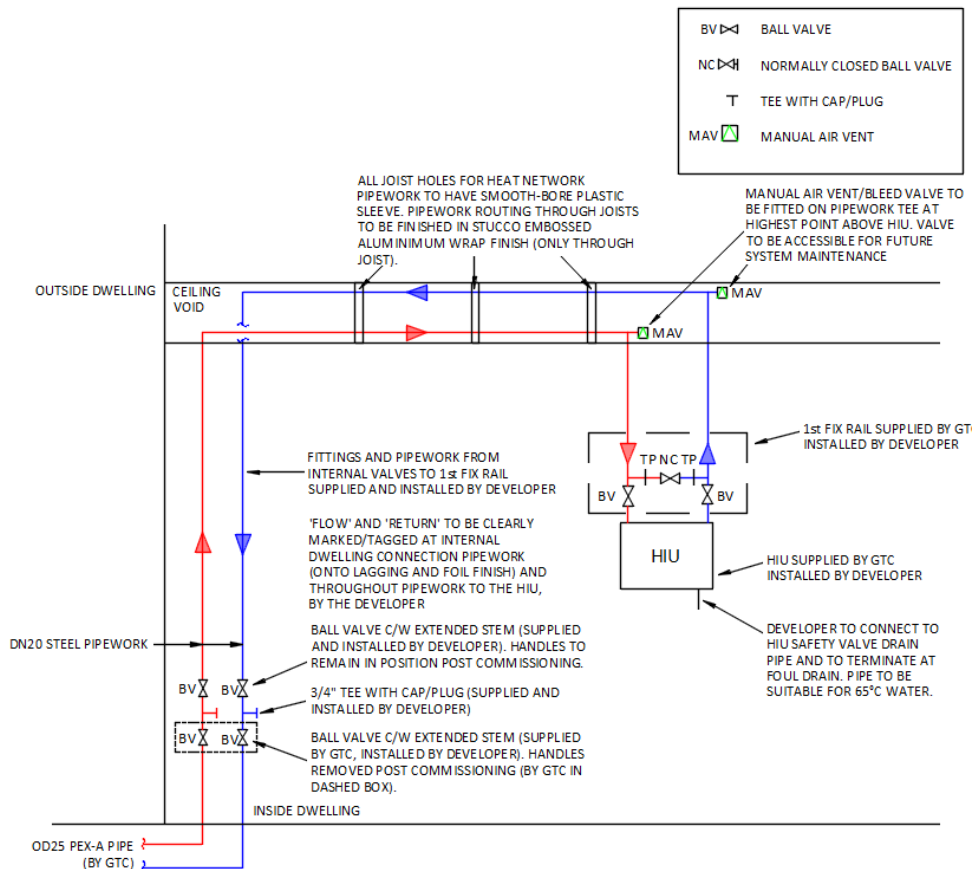 BV BALL VALVE
NC NORMALLY CLOSED BALL VALVE
TEE WITH CAP/PLUG
MAV MANUAL AIR VENT
ALL JOIST HOLES FOR HEAT NETWORK
PIPEWORK TO HAVE SMOOTH-BORE PLASTIC
SLEEVE. PIPEWORK ROUTING THROUGH JOISTS
TO BE FINISHED IN STUCCO EMBOSSED
ALUMINIMUM WRAP FINISH (ONLY THROUGH
JOIST).
MANUAL AIR VENT/BLEED VALVE TO
BE FITTED ON PIPEWORK TEE AT
HIGHEST POINT ABOVE HIU. VALVE
TO BE ACCESSIBLE FOR FUTURE
SYSTEM MAINTENANCE
OUTSIDE DWELLING
CEILING
VOID
MAV
MAV
1st FIX RAIL SUPPLIED BY GTC
INSTALLED BY DEVELOPER
TP NC TP
BV BV
HIU
HIU SUPPLIED BY GTC
INSTALLED BY DEVELOPER
DEVELOPER TO CONNECT TO
HIU SAFETY VALVE DRAIN
PIPE AND TO TERMINATE AT
FOUL DRAIN. PIPE TO BE
SUITABLE FOR 65°C WATER.
FITTINGS AND PIPEWORK FROM
INTERNAL VALVES TO 1st FIX RAIL
SUPPLIED AND INSTALLED BY DEVELOPER
'FLOW' AND 'RETURN' TO BE CLEARLY
MARKED/TAGGED AT INTERNAL
DWELLING CONNECTION PIPEWORK
(ONTO LAGGING AND FOIL FINISH) AND
THROUGHOUT PIPEWORK TO THE HIU,
BY THE DEVELOPER
DN20 STEEL PIPEWORK
BALL VALVE C/W EXTENDED STEM (SUPPLIED
AND INSTALLED BY DEVELOPER). HANDLES TO
REMAIN IN POSITION POST COMMISSIONING.
BV BV
3/4" TEE WITH CAP/PLUG (SUPPLIED AND
INSTALLED BY DEVELOPER)
BV BV
BALL VALVE C/W EXTENDED STEM (SUPPLIED
BY GTC, INSTALLED BY DEVELOPER). HANDLES
REMOVED POST COMMISSIONING (BY GTC IN
DASHED BOX).
INSIDE DWELLING
OD25 PEX-A PIPE
(BY GTC)